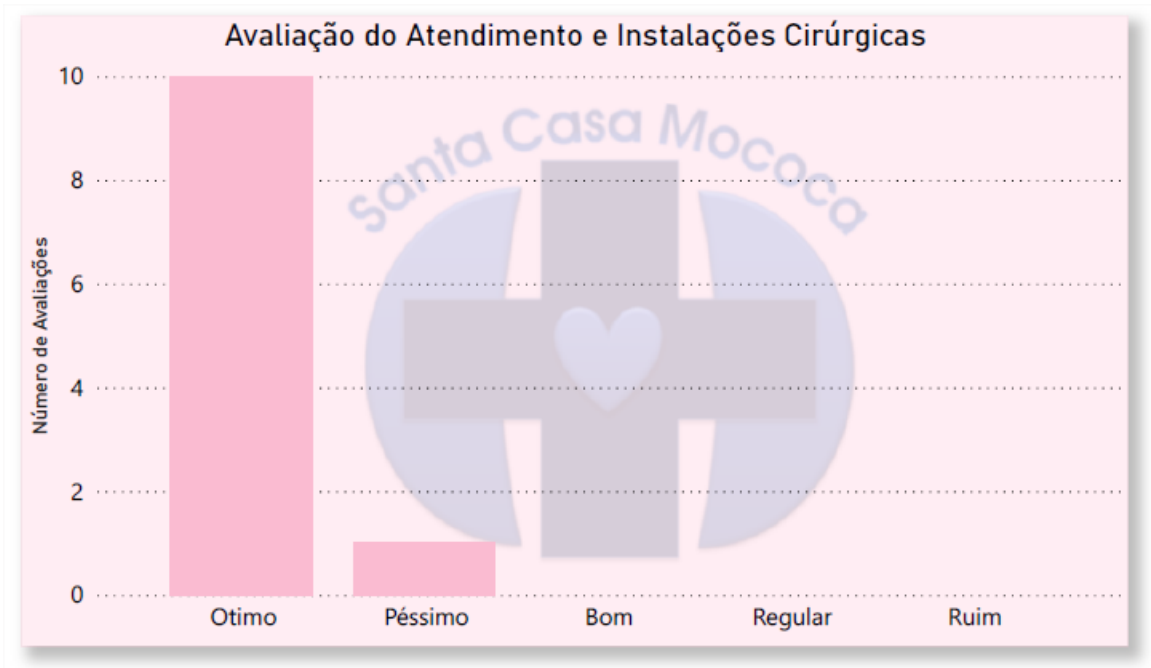 Avaliação do Atendimento e Instalações Cirúrgicas
Santa Casa Mococa
Número de Avaliações
10
8
6
4
2
0
Otimo Péssimo Bom Regular Ruim